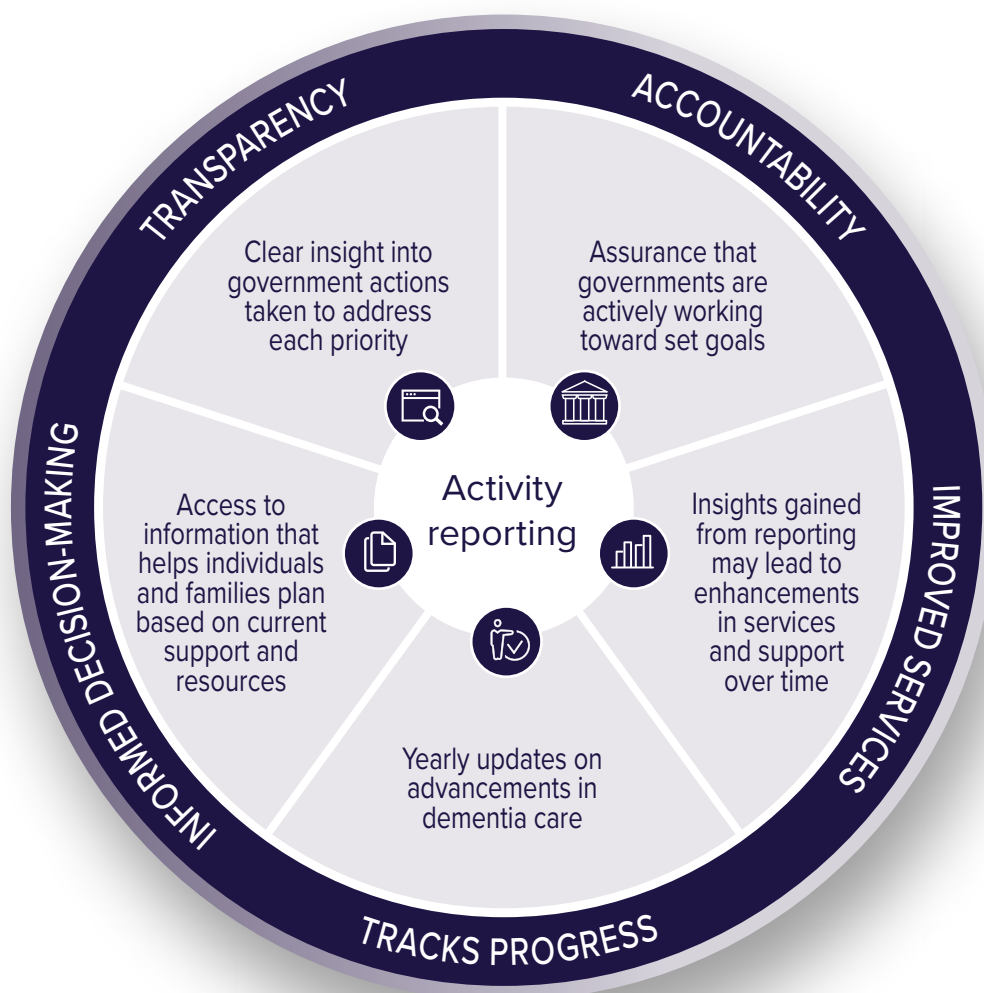 TRANSPARENCY
Clear insight into
government actions
taken to address
each priority
ACCOUNTABILITY
Assurance that
governments are
actively working
toward set goals
IMPROVED SERVICES
Insights gained
from reporting
may lead to
enhancements
in services
and support
over time
TRACKS PROGRESS
Yearly updates on
advancements in
dementia care
INFORMED DECISION-MAKING
Access to
information that
helps individuals
and families plan
based on current
support and
resources
Activity
reporting